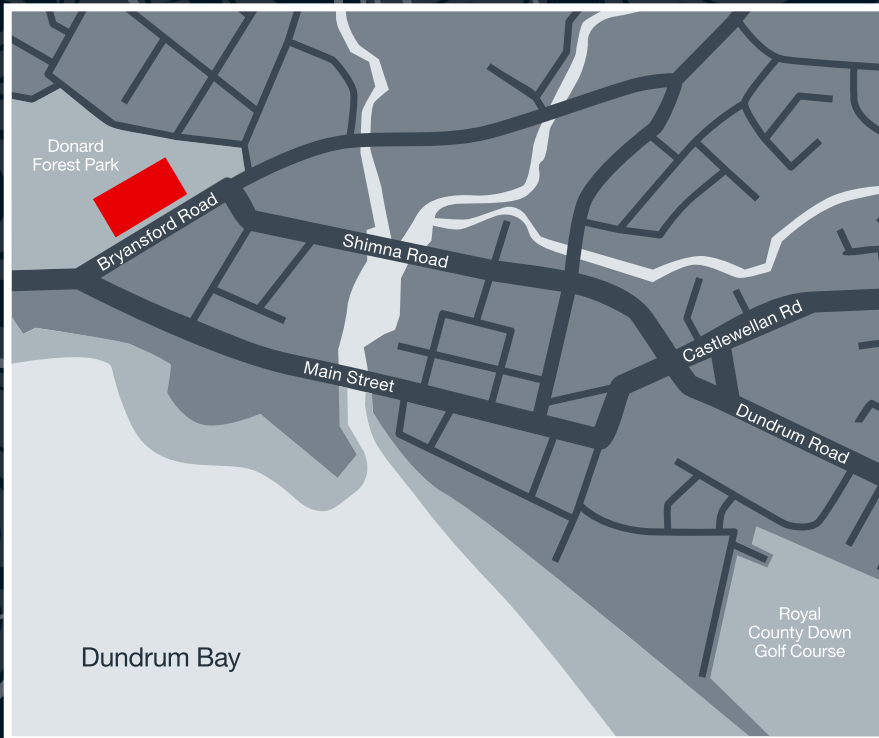 Donard
Forest Park
Bryansford Road
Shimna Road
Castlewellan Rd
Main Street
Dundrum Road
Royal
County Down
Golf Course
Dundrum Bay